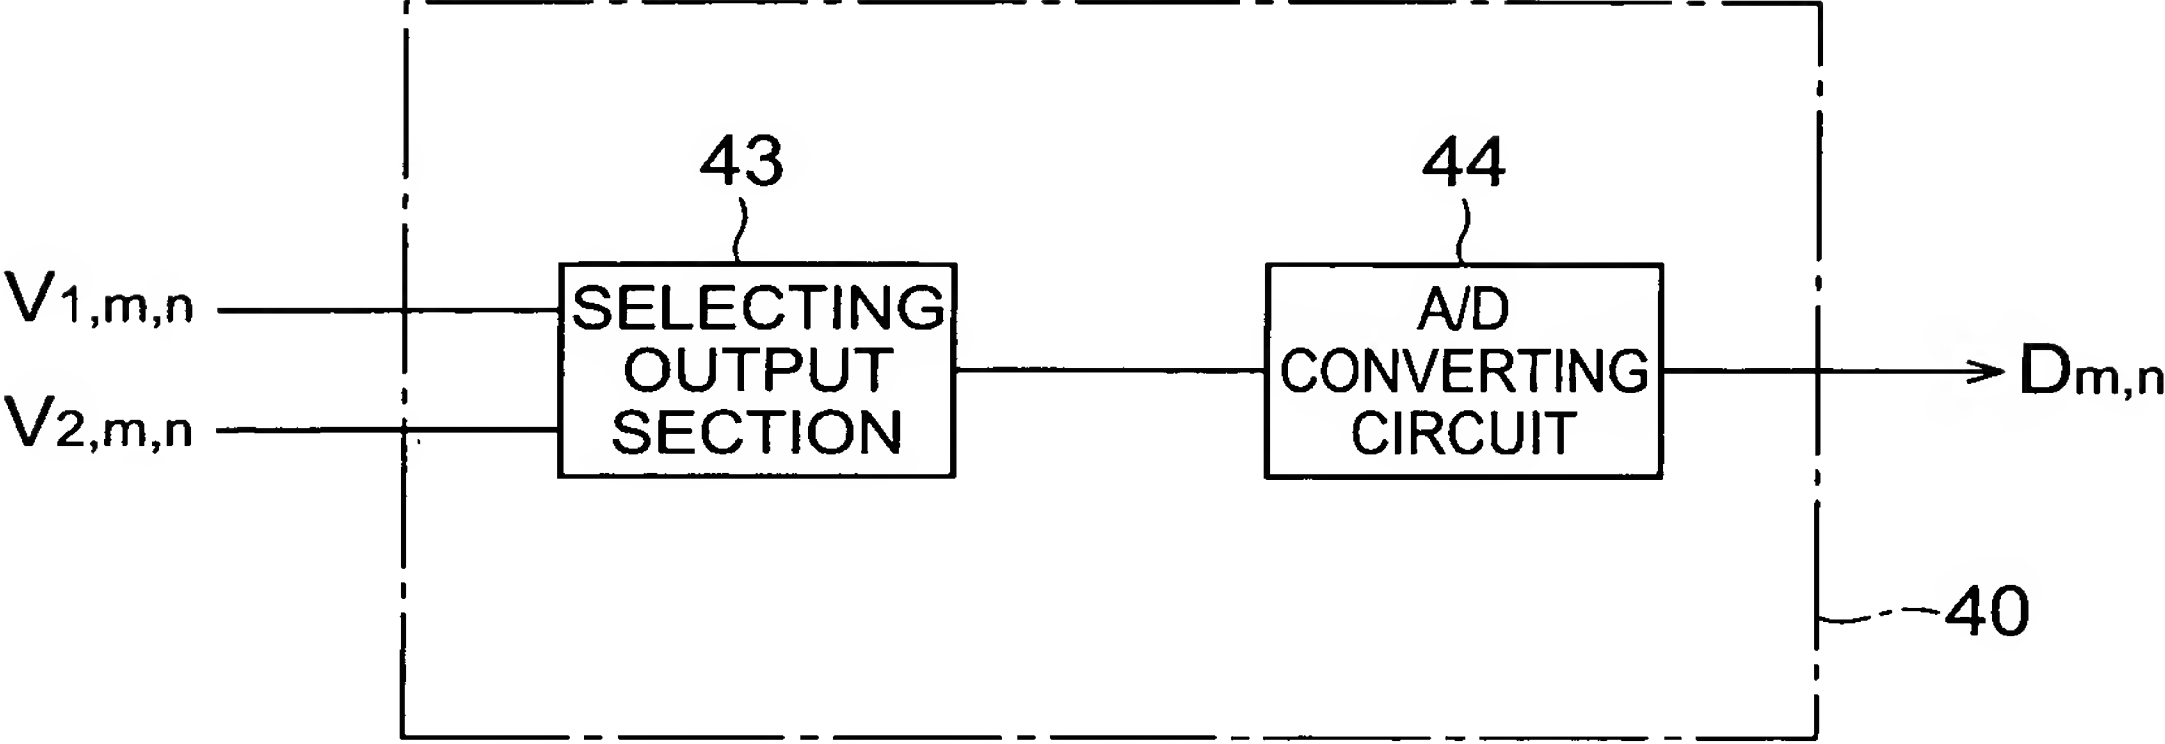 43
44
V1,m,n
V2,m,n
SELECTING
OUTPUT
SECTION
A/D
CONVERTING
CIRCUIT
Dm,n
40